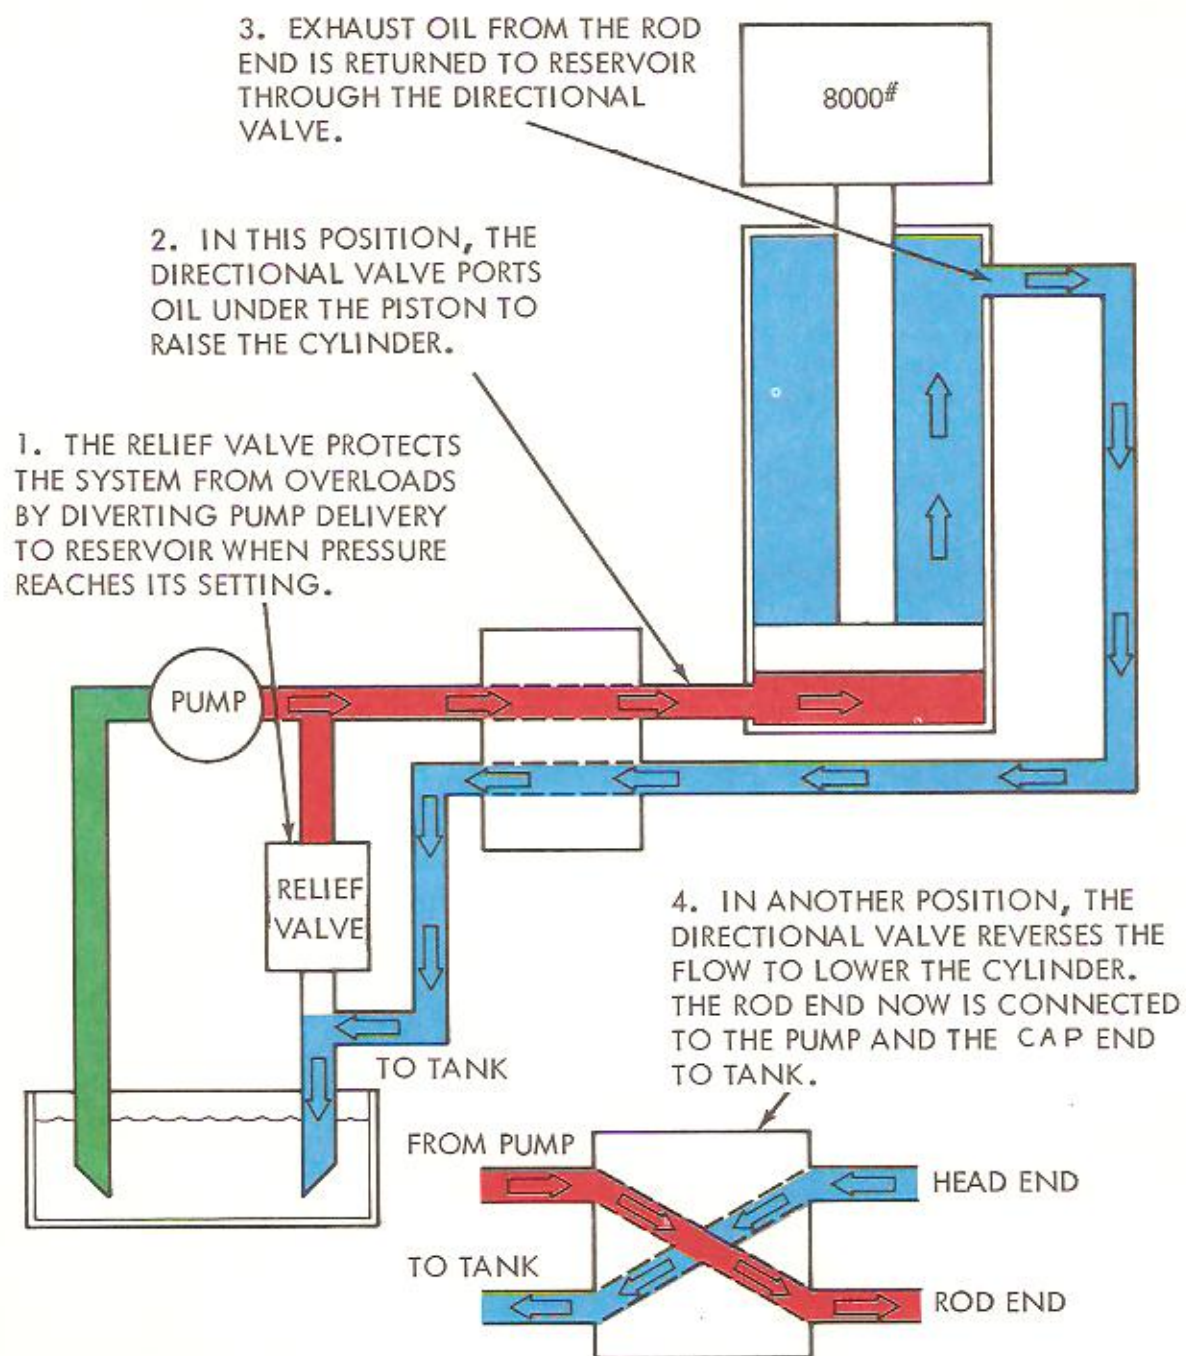 3. EXHAUST OIL FROM THE ROD
END IS RETURNED TO RESERVOIR
THROUGH THE DIRECTIONAL
VALVE.
8000#
2. IN THIS POSITION, THE
DIRECTIONAL VALVE PORTS
OIL UNDER THE PISTON TO
RAISE THE CYLINDER.
1. THE RELIEF VALVE PROTECTS
THE SYSTEM FROM OVERLOADS
BY DIVERTING PUMP DELIVERY
TO RESERVOIR WHEN PRESSURE
REACHES ITS SETTING.
PUMP
RELIEF
VALVE
TO TANK
4. IN ANOTHER POSITION, THE
DIRECTIONAL VALVE REVERSES THE
FLOW TO LOWER THE CYLINDER.
THE ROD END NOW IS CONNECTED
TO THE PUMP AND THE CAP END
TO TANK.
FROM PUMP
HEAD END
TO TANK
ROD END